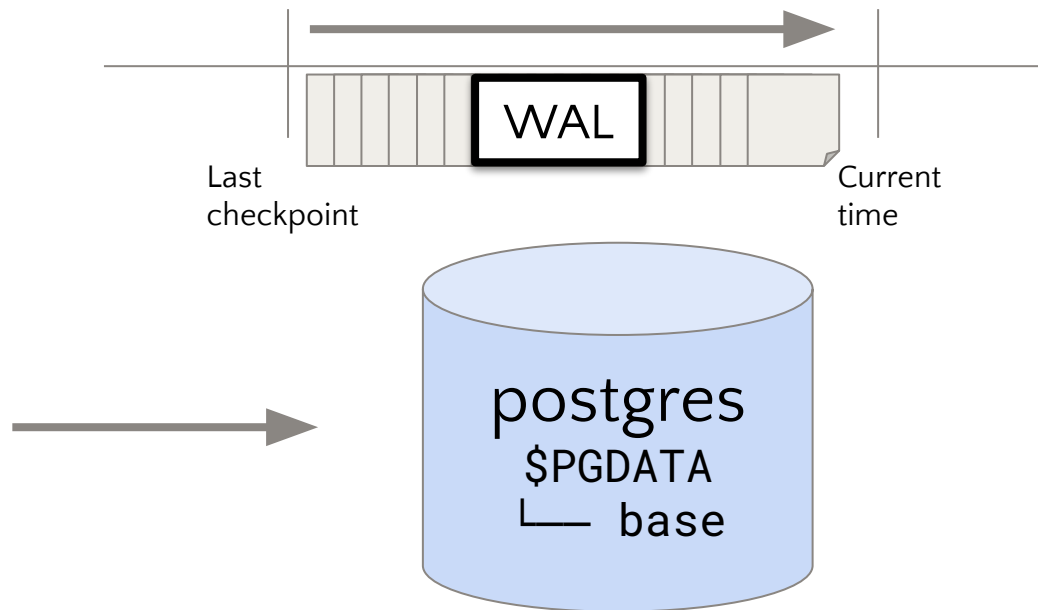 WAL
Last
checkpoint
Current
time
postgres
$PGDATA
└── base